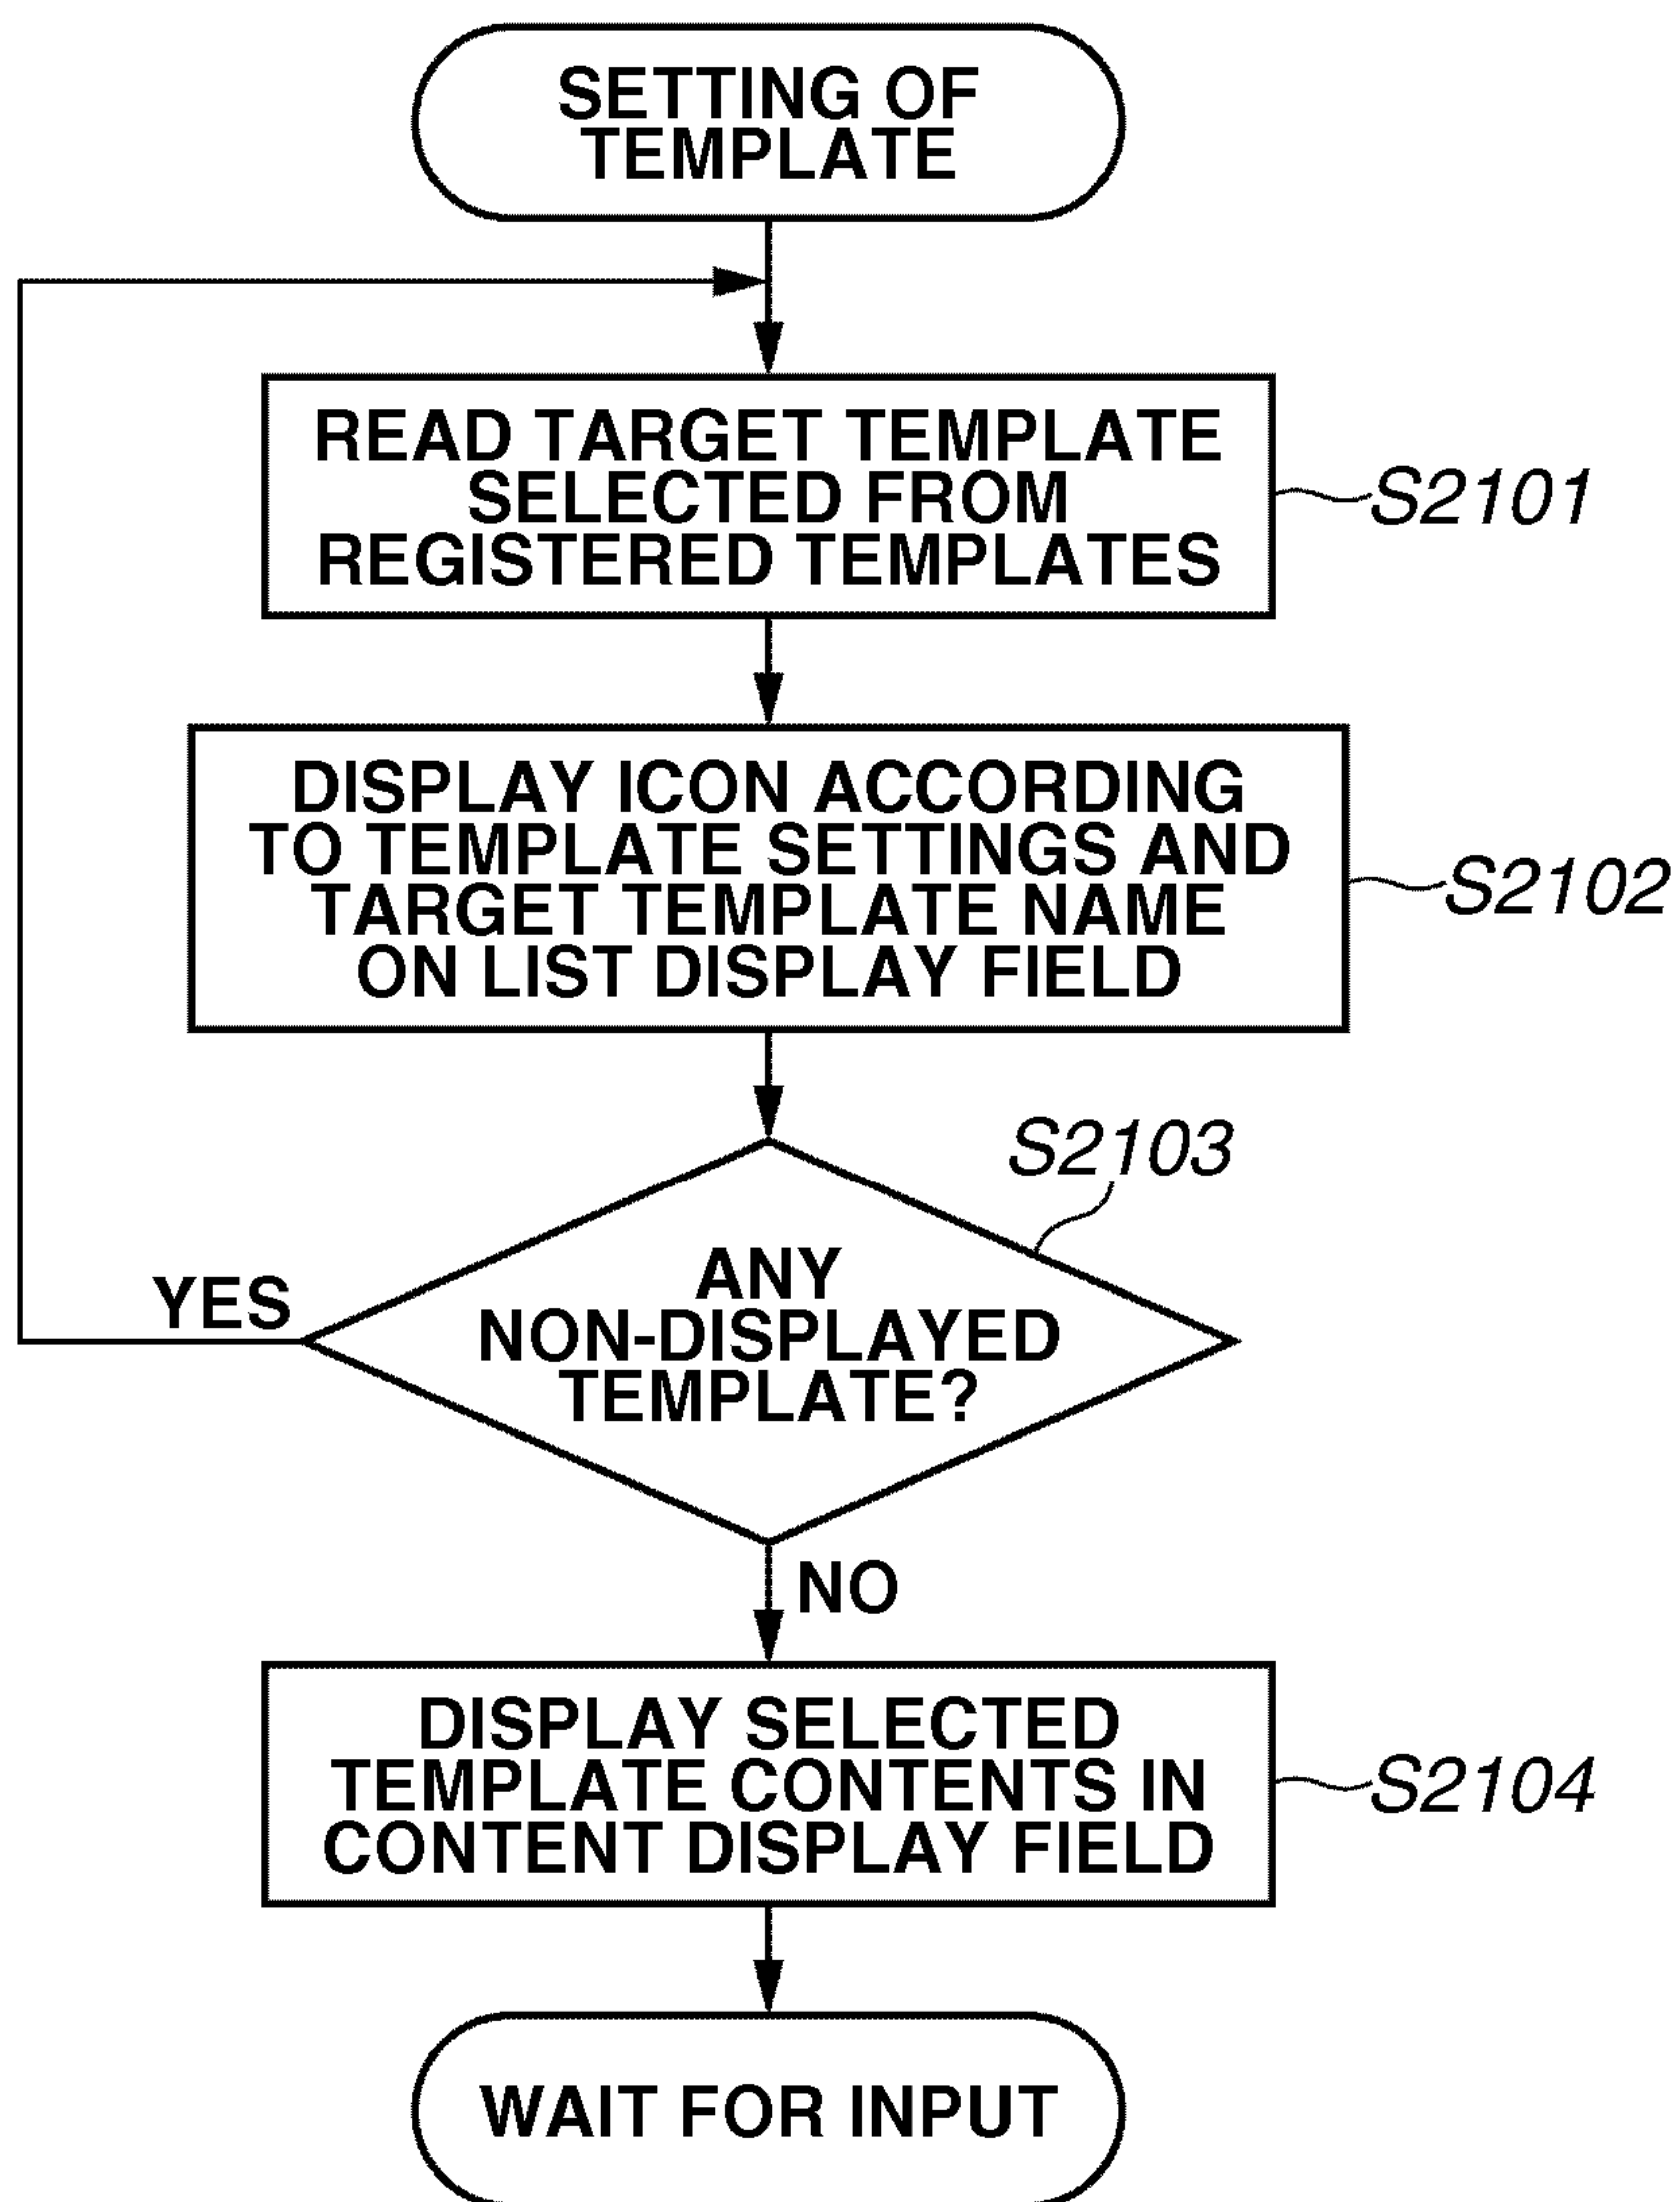 SETTING OF
TEMPLATE
READ TARGET TEMPLATE
SELECTED FROM
REGISTERED TEMPLATES
S2101
DISPLAY ICON ACCORDING
TO TEMPLATE SETTINGS AND
TARGET TEMPLATE NAME
ON LIST DISPLAY FIELD
S2102
S2103
ANY
NON-DISPLAYED
TEMPLATE?
YES
NO
DISPLAY SELECTED
TEMPLATE CONTENTS IN
CONTENT DISPLAY FIELD
S2104
WAIT FOR INPUT